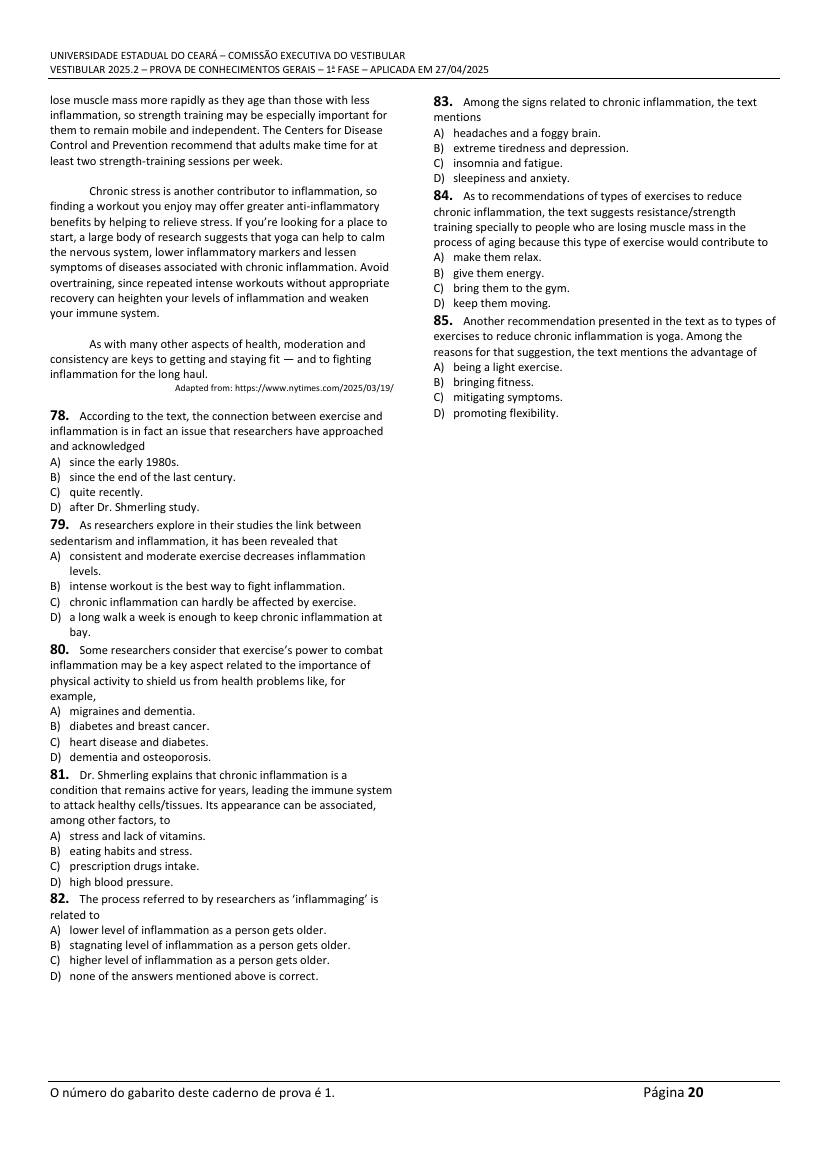 UNIVERSIDADE ESTADUAL DO CEARÁ – COMISSÃO EXECUTIVA DO VESTIBULAR
VESTIBULAR 2025.2 – PROVA DE CONHECIMENTOS GERAIS – 1ª FASE – APLICADA EM 27/04/2025
lose muscle mass more rapidly as they age than those with less
inflammation, so strength training may be especially important for
them to remain mobile and independent. The Centers for Disease
Control and Prevention recommend that adults make time for at
least two strength-training sessions per week.
Chronic stress is another contributor to inflammation, so
finding a workout you enjoy may offer greater anti-inflammatory
benefits by helping to relieve stress. If you’re looking for a place to
start, a large body of research suggests that yoga can help to calm
the nervous system, lower inflammatory markers and lessen
symptoms of diseases associated with chronic inflammation. Avoid
overtraining, since repeated intense workouts without appropriate
recovery can heighten your levels of inflammation and weaken
your immune system.
As with many other aspects of health, moderation and
consistency are keys to getting and staying fit — and to fighting
inflammation for the long haul.
Adapted from: https://www.nytimes.com/2025/03/19/
78. According to the text, the connection between exercise and
inflammation is in fact an issue that researchers have approached
and acknowledged
A) since the early 1980s.
B) since the end of the last century.
C) quite recently.
D) after Dr. Shmerling study.
79. As researchers explore in their studies the link between
sedentarism and inflammation, it has been revealed that
A) consistent and moderate exercise decreases inflammation
levels.
B) intense workout is the best way to fight inflammation.
C) chronic inflammation can hardly be affected by exercise.
D) a long walk a week is enough to keep chronic inflammation at
bay.
80. Some researchers consider that exercise’s power to combat
inflammation may be a key aspect related to the importance of
physical activity to shield us from health problems like, for
example,
A) migraines and dementia.
B) diabetes and breast cancer.
C) heart disease and diabetes.
D) dementia and osteoporosis.
81. Dr. Shmerling explains that chronic inflammation is a
condition that remains active for years, leading the immune system
to attack healthy cells/tissues. Its appearance can be associated,
among other factors, to
A) stress and lack of vitamins.
B) eating habits and stress.
C) prescription drugs intake.
D) high blood pressure.
82. The process referred to by researchers as ‘inflammaging’ is
related to
A) lower level of inflammation as a person gets older.
B) stagnating level of inflammation as a person gets older.
C) higher level of inflammation as a person gets older.
D) none of the answers mentioned above is correct.
83. Among the signs related to chronic inflammation, the text
mentions
A) headaches and a foggy brain.
B) extreme tiredness and depression.
C) insomnia and fatigue.
D) sleepiness and anxiety.
84. As to recommendations of types of exercises to reduce
chronic inflammation, the text suggests resistance/strength
training specially to people who are losing muscle mass in the
process of aging because this type of exercise would contribute to
A) make them relax.
B) give them energy.
C) bring them to the gym.
D) keep them moving.
85. Another recommendation presented in the text as to types of
exercises to reduce chronic inflammation is yoga. Among the
reasons for that suggestion, the text mentions the advantage of
A) being a light exercise.
B) bringing fitness.
C) mitigating symptoms.
D) promoting flexibility.
O número do gabarito deste caderno de prova é 1.
Página 20